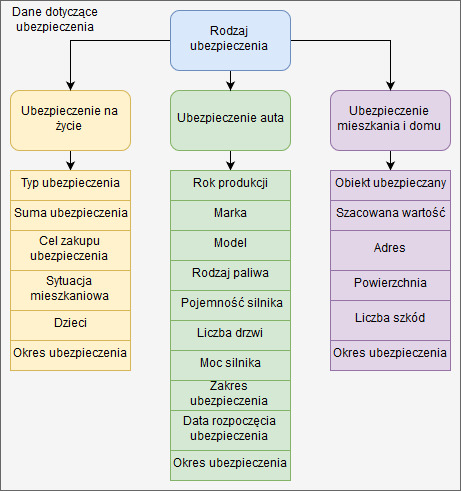 Dane dotyczące
ubezpieczenia
Rodzaj
ubezpieczenia
Ubezpieczenie na
życie
Typ ubezpieczenia
Suma ubezpieczenia
Cel zakupu
ubezpieczenia
Sytuacja
mieszkaniowa
Dzieci
Okres ubezpieczenia
Ubezpieczenie auta
Rok produkcji
Marka
Model
Rodzaj paliwa
Pojemność silnika
Liczba drzwi
Moc silnika
Zakres
ubezpieczenia
Data rozpoczęcia
ubezpieczenia
Okres ubezpieczenia
Ubezpieczenie
mieszkania i domu
Obiekt ubezpieczany
Szacowana wartość
Adres
Powierzchnia
Liczba szkód
Okres ubezpieczenia